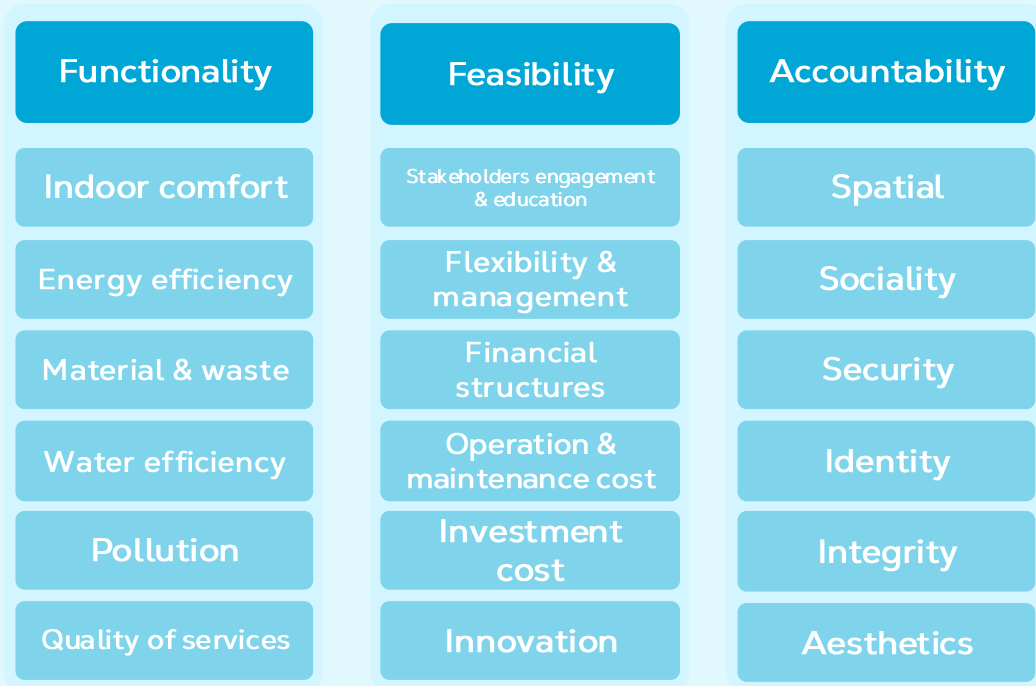 Functionality
Indoor comfort
Energy efficiency
Material & waste
Water efficiency
Pollution
Quality of services
Feasibility
Stakeholders engagement
& education
Flexibility &
management
Financial
structures
Operation &
maintenance cost
Investment
cost
Innovation
Accountability
Spatial
Sociality
Security
Identity
Integrity
Aesthetics